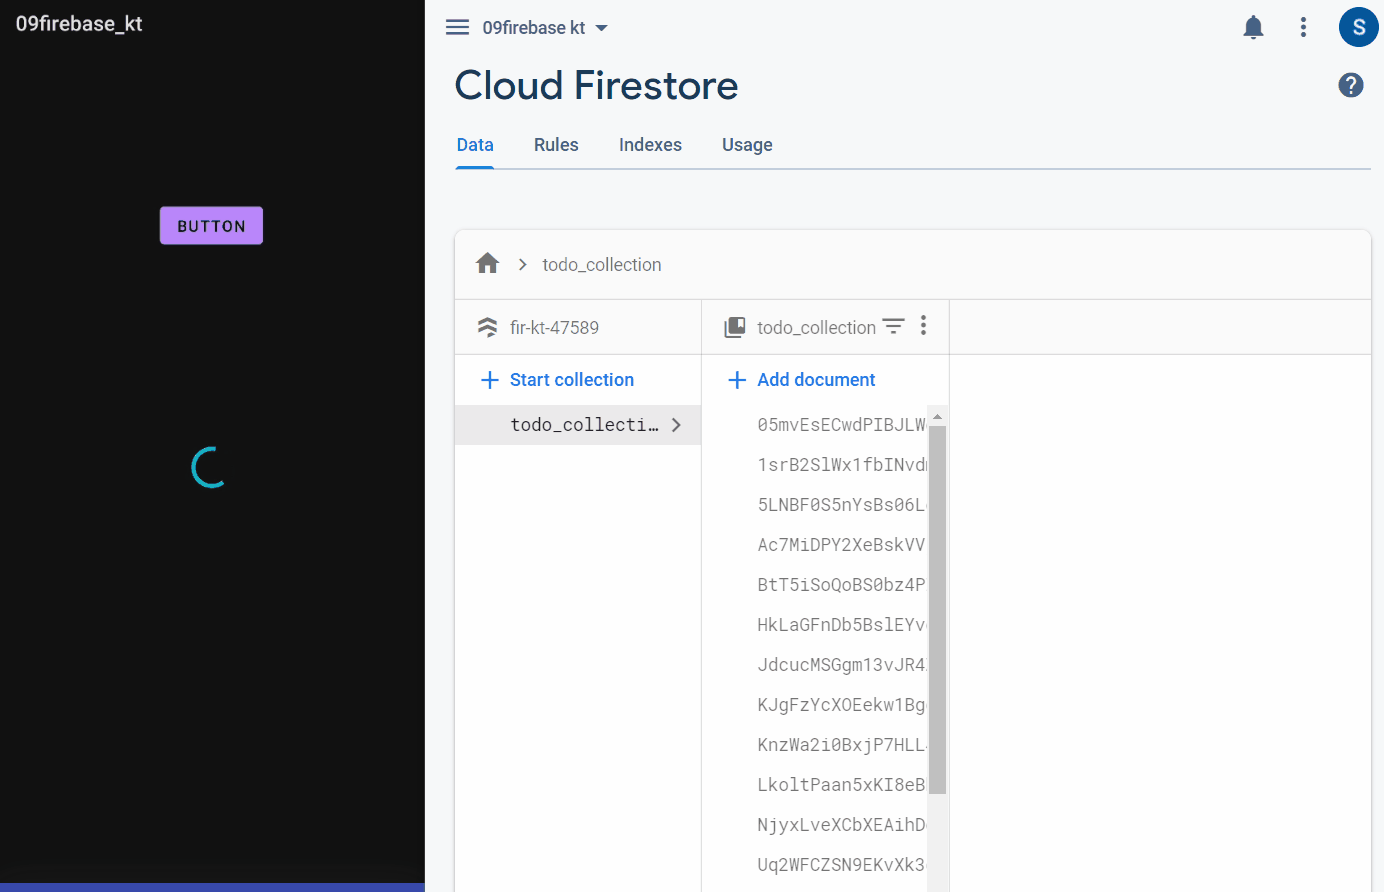 09firebase_kt
BUTTON
09firebase kt
S
Cloud Firestore
?
Data Rules Indexes Usage
todo_collection
fir-kt-47589
todo_collection
Start collection
Add document
todo_collecti…
05mvEsECwdPIBJLW
1srB2SlWx1fbINvd
5LNBF0S5nYsBs06L
Ac7MiDPY2XeBskVV
BtT5iSoQoBS0bz4P
HkLaGFnDb5BslEYv
JdcucMSGgm13vJR4
KJgFzYcXOEekw1Bg
KnzWa2i0BxjP7HLL
LkoltPaan5xKI8eB
NjyxLveXCbXEAihD
Uq2WFCZSN9EKvXk3